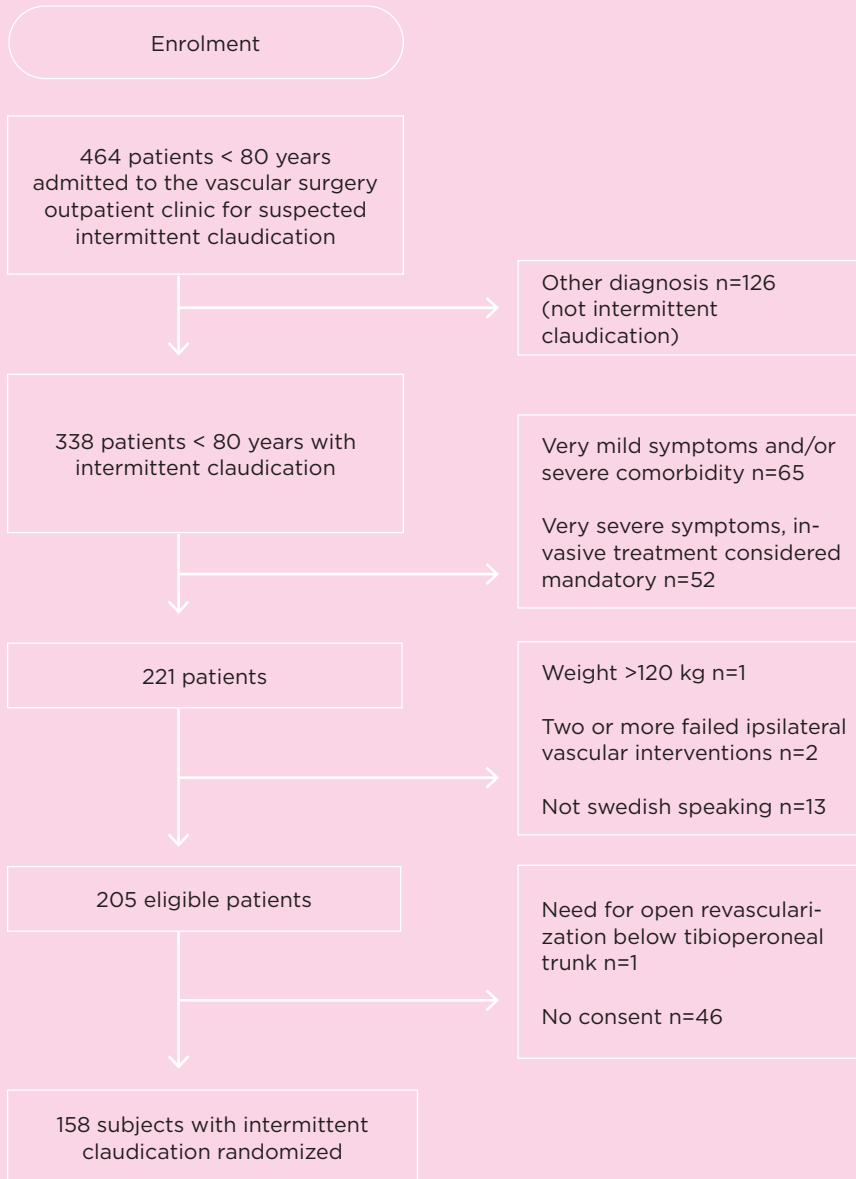 Enrolment
464 patients < 80 years
admitted to the vascular surgery
outpatient clinic for suspected
intermittent claudication
Other diagnosis n=126
(not intermittent
claudication)
338 patients < 80 years with
intermittent claudication
Very mild symptoms and/or
severe comorbidity n=65
Very severe symptoms, in-
vasive treatment considered
mandatory n=52
221 patients
Weight >120 kg n=1
Two or more failed ipsilateral
vascular interventions n=2
Not swedish speaking n=13
205 eligible patients
Need for open revasculari-
zation below tibioperoneal
trunk n=1
No consent n=46
158 subjects with intermittent
claudication randomized